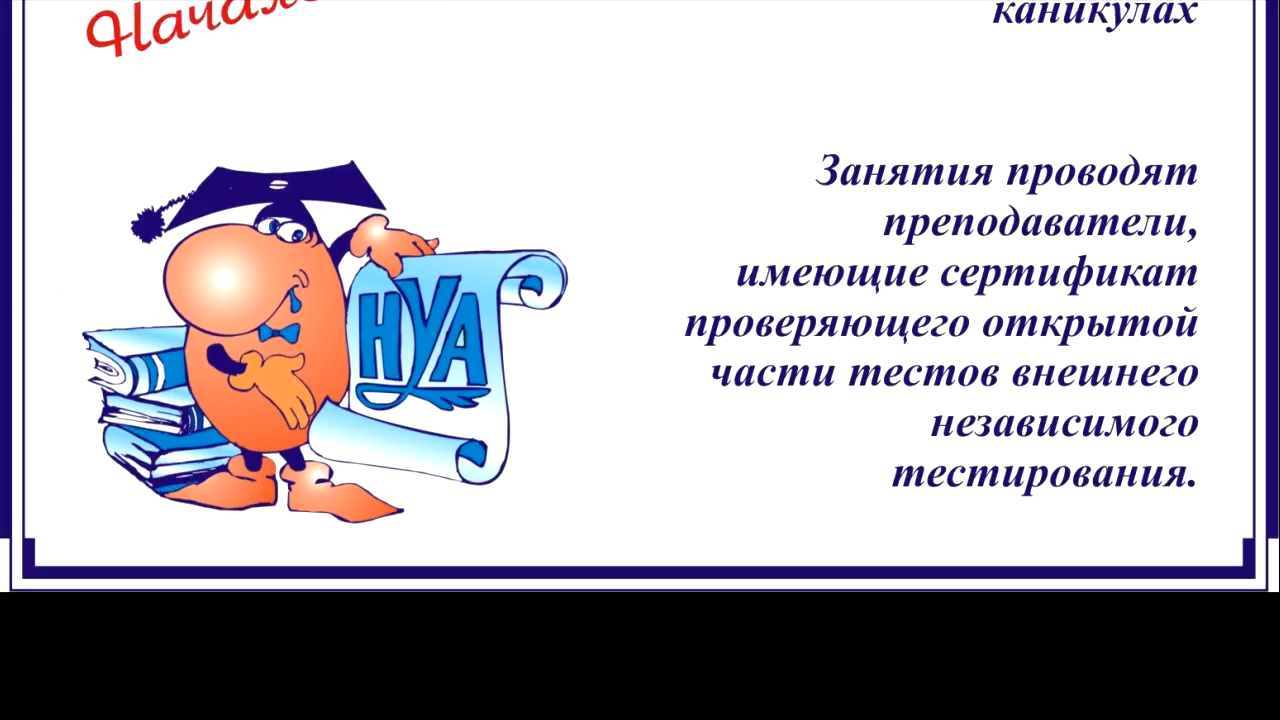 каникулах
Занятия проводят
преподаватели,
имеющие сертификат
проверяющего открытой
части тестов внешнего
независимого
тестирования.
НУА